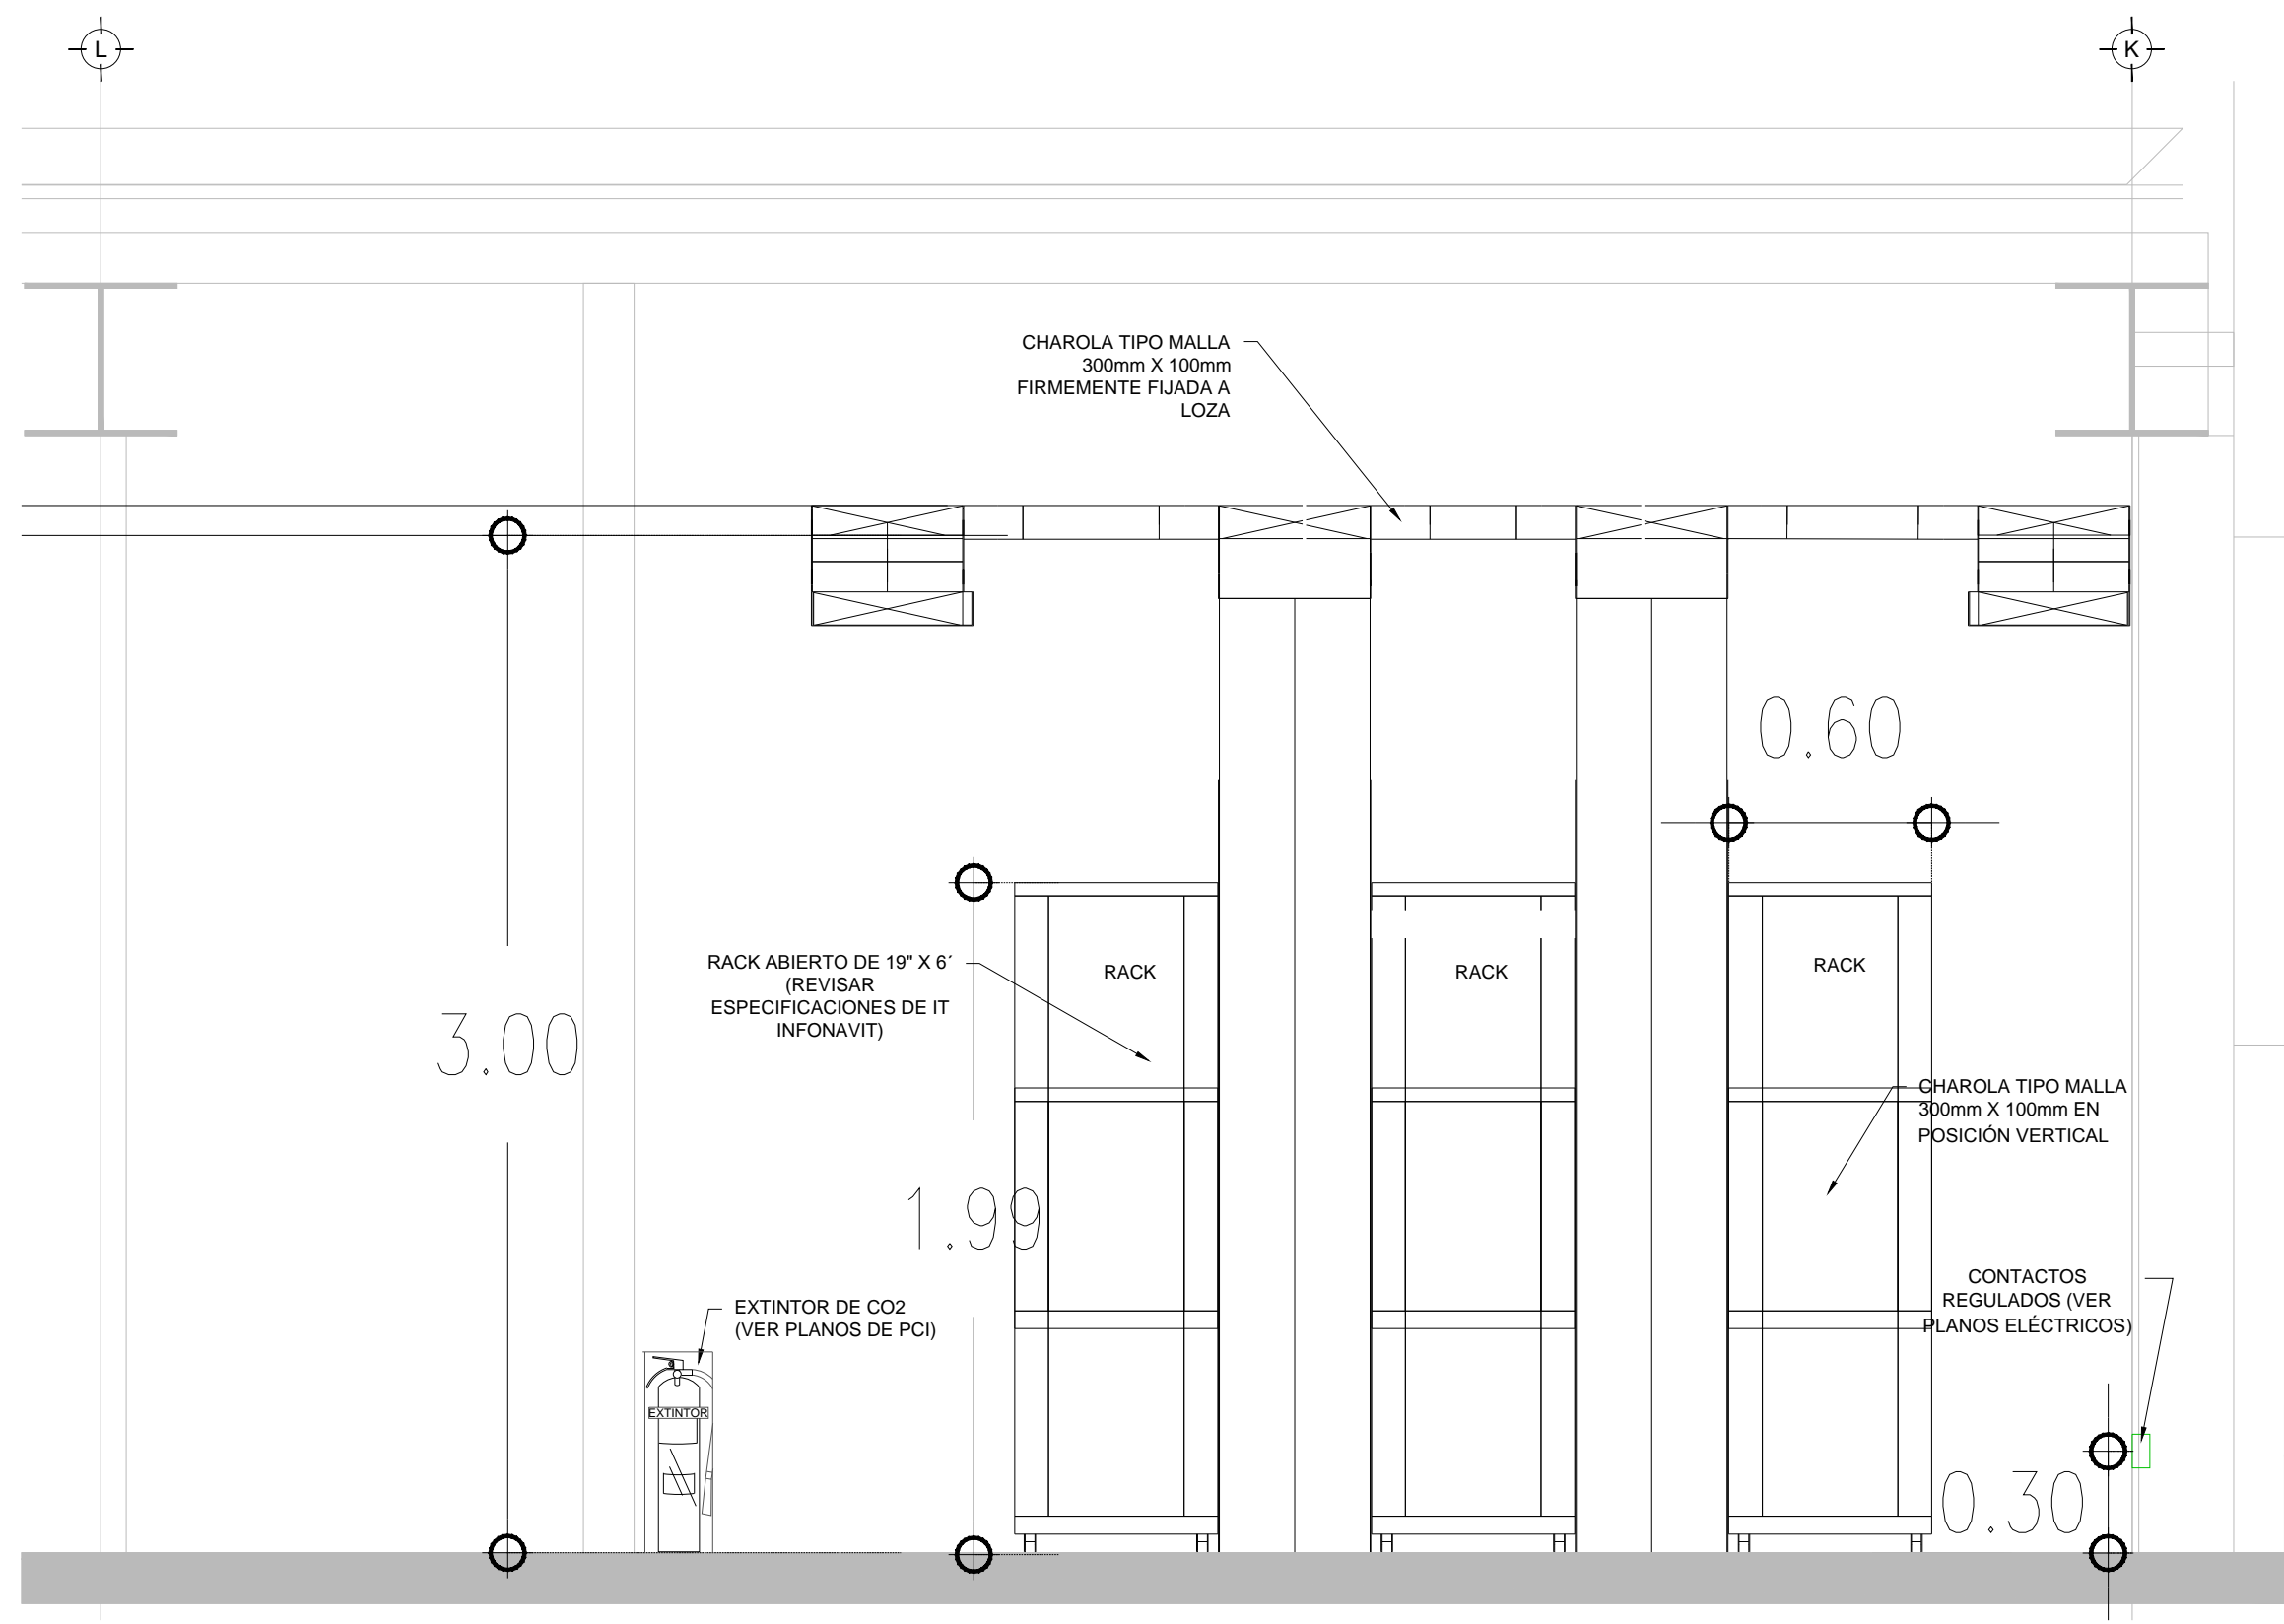 L
K
CHAROLA TIPO MALLA
300mm X 100mm
FIRMEMENTE FIJADA A
LOZA
0.60
RACK ABIERTO DE 19" X 6´
(REVISAR
ESPECIFICACIONES DE IT
INFONAVIT)
RACK
RACK
RACK
3.00
CHAROLA TIPO MALLA
300mm X 100mm EN
POSICIÓN VERTICAL
1.99
EXTINTOR DE CO2
(VER PLANOS DE PCI)
CONTACTOS
REGULADOS (VER
PLANOS ELÉCTRICOS)
EXTINTOR
0.30